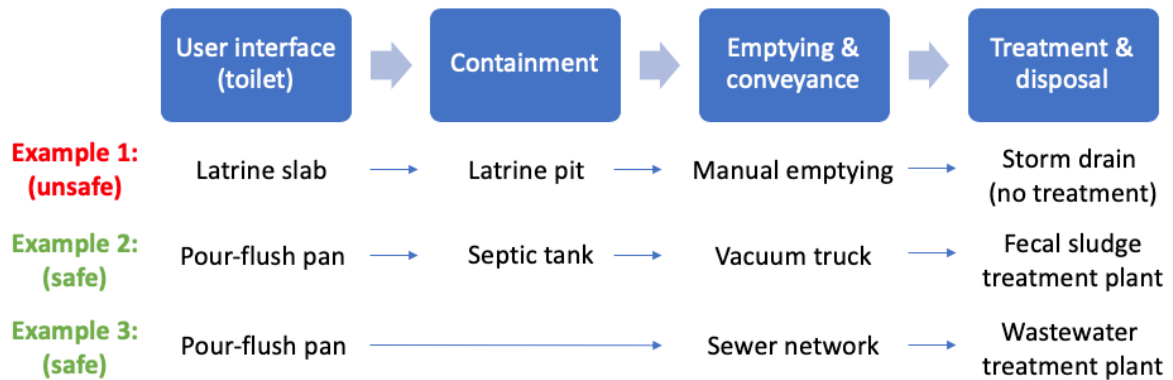 User interface
(toilet)
Containment
Emptying &
conveyance
Treatment &
disposal
Example 1:
(unsafe)
Latrine slab
Latrine pit
Manual emptying
Storm drain
(no treatment)
Example 2:
(safe)
Pour-flush pan
Septic tank
Vacuum truck
Fecal sludge
treatment plant
Example 3:
(safe)
Pour-flush pan
Sewer network
Wastewater
treatment plant